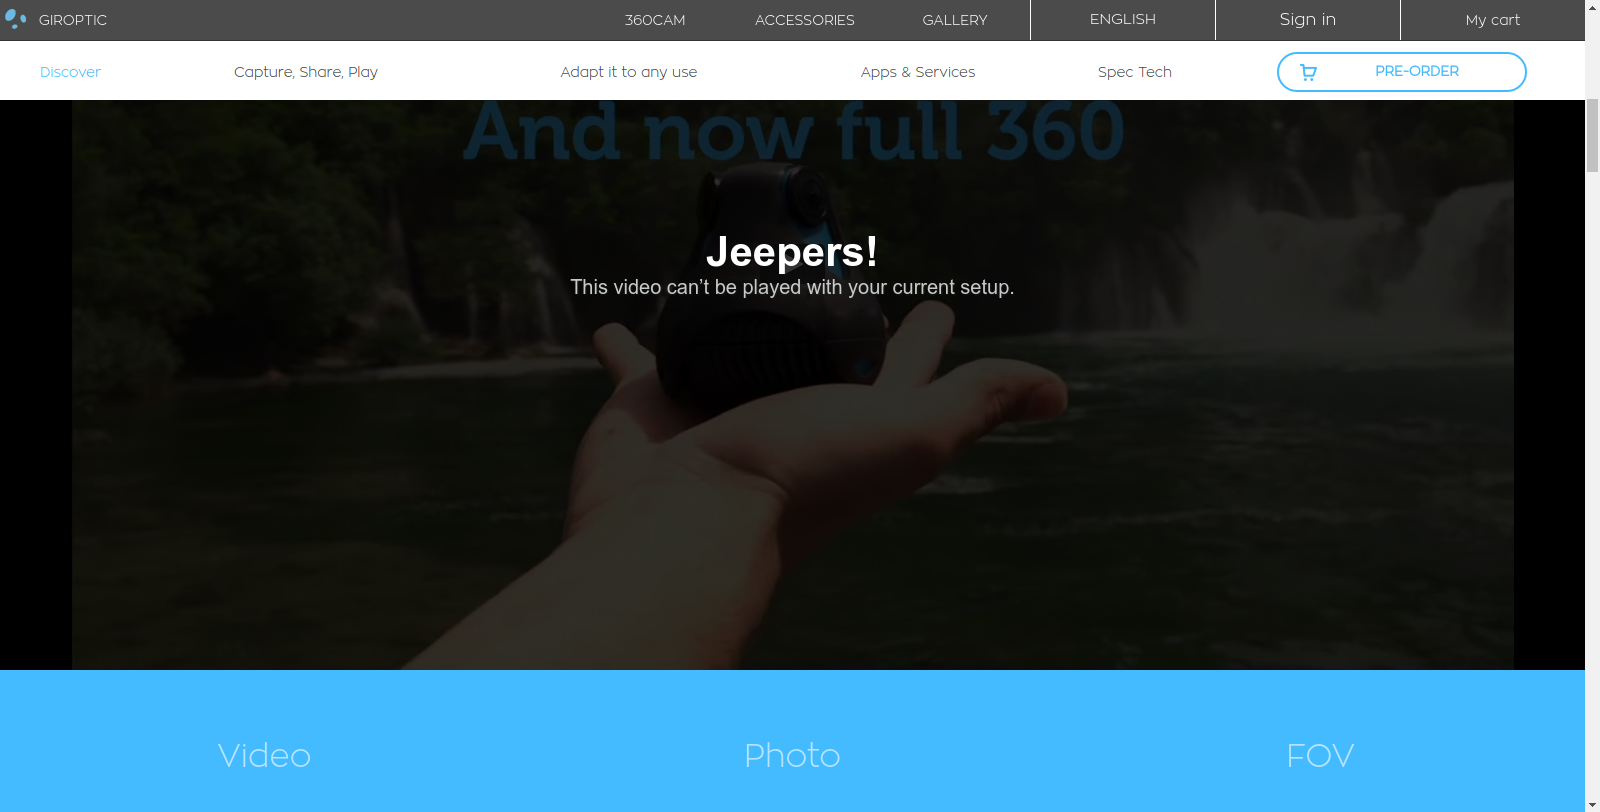 GIROPTIC
360CAM
ACCESSORIES
GALLERY
ENGLISH
Sign in
My cart
Discover
Capture, Share, Play
Adapt it to any use
Apps & Services
Spec Tech
PRE-ORDER
And now full 360
Jeepers!
This video can’t be played with your current setup.
Video
Photo
FOV